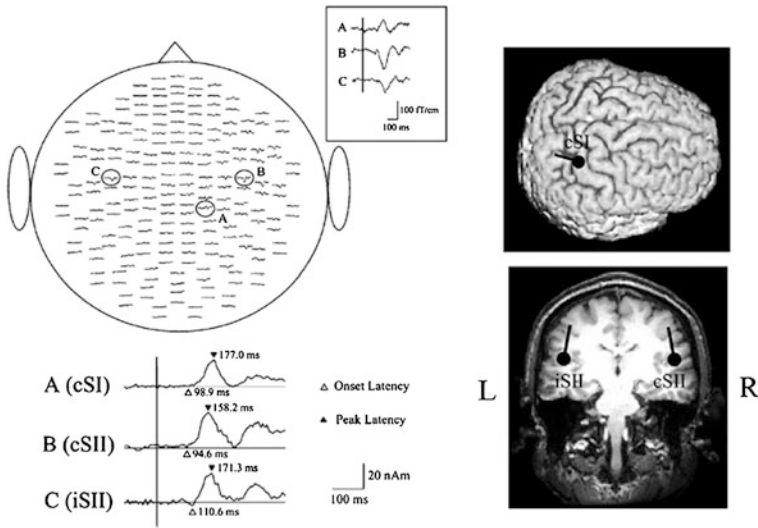 A
B
C
100 fT/cm
100 ms
C
B
A
cSI
177.0 ms
A (cSI)
98.9 ms
158.2 ms
B (cSII)
94.6 ms
171.3 ms
C (iSII)
110.6 ms
Onset Latency
Peak Latency
20 nAm
100 ms
L
iSII
cSII
R